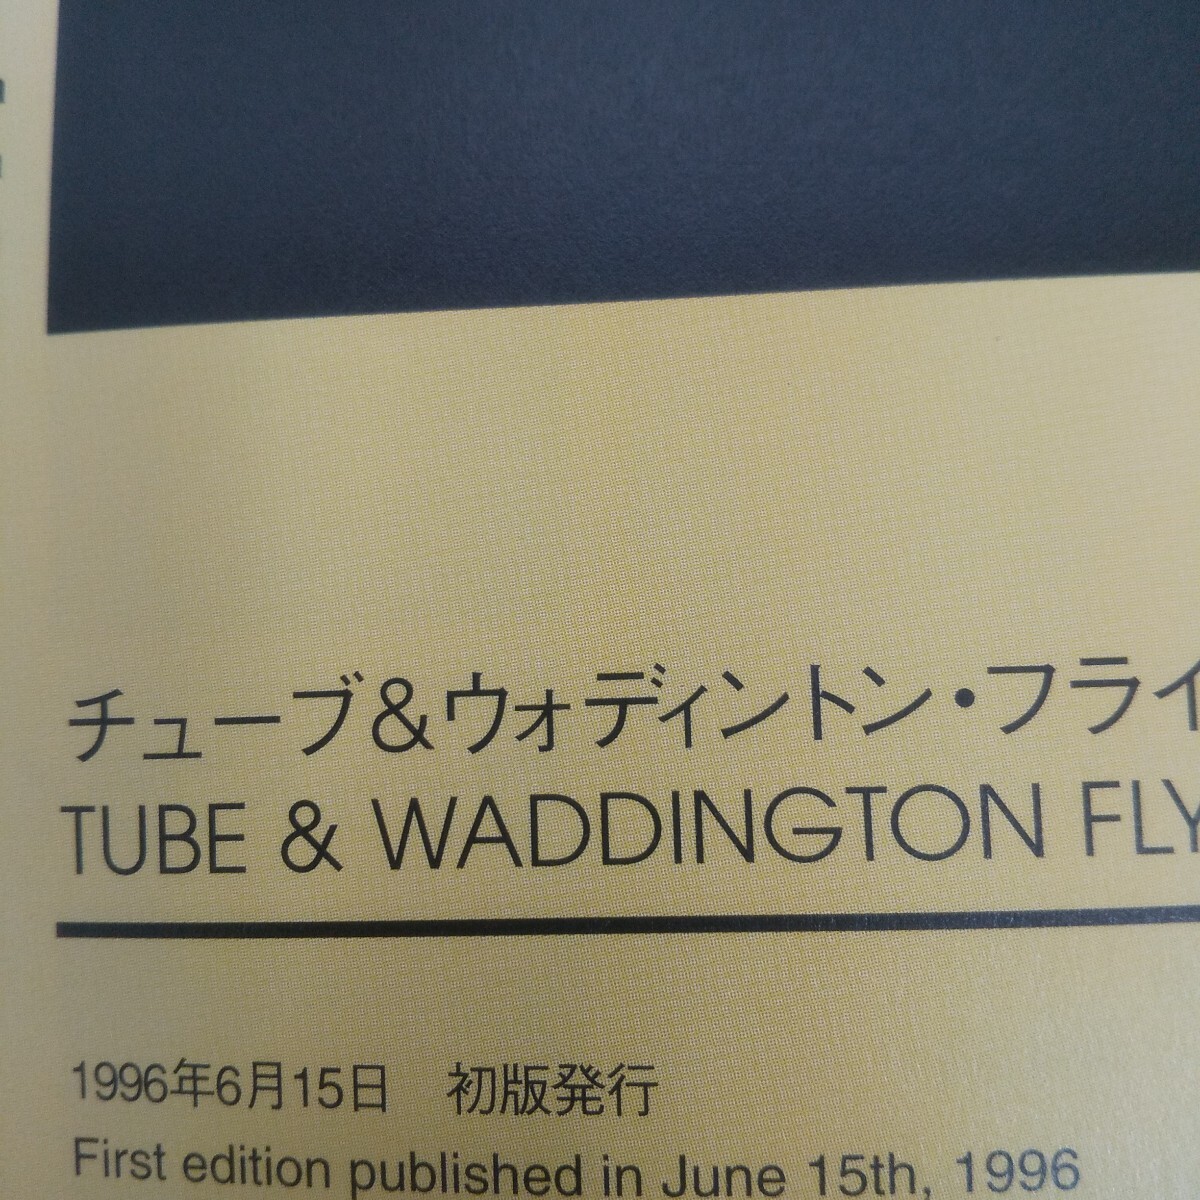 チューブ&ウォディントン・フライ
TUBE & WADDINGTON FLY
1996年6月15日　初版発行
First edition published in June 15th, 1996